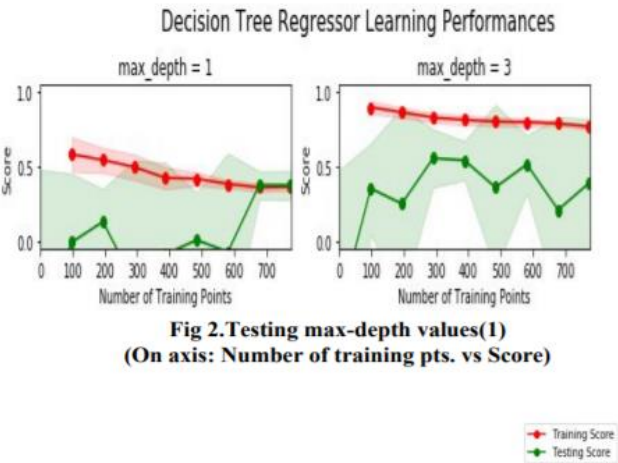 Decision Tree Regressor Learning Performances
max_depth = 1
max_depth = 3
1.0
0.5
0.0
Score
0 100 200 300 400 500 600 700
Number of Training Points
1.0
0.5
0.0
Score
0 100 200 300 400 500 600 700
Number of Training Points
Fig 2.Testing max-depth values(1)
(On axis: Number of training pts. vs Score)
Training Score
Testing Score